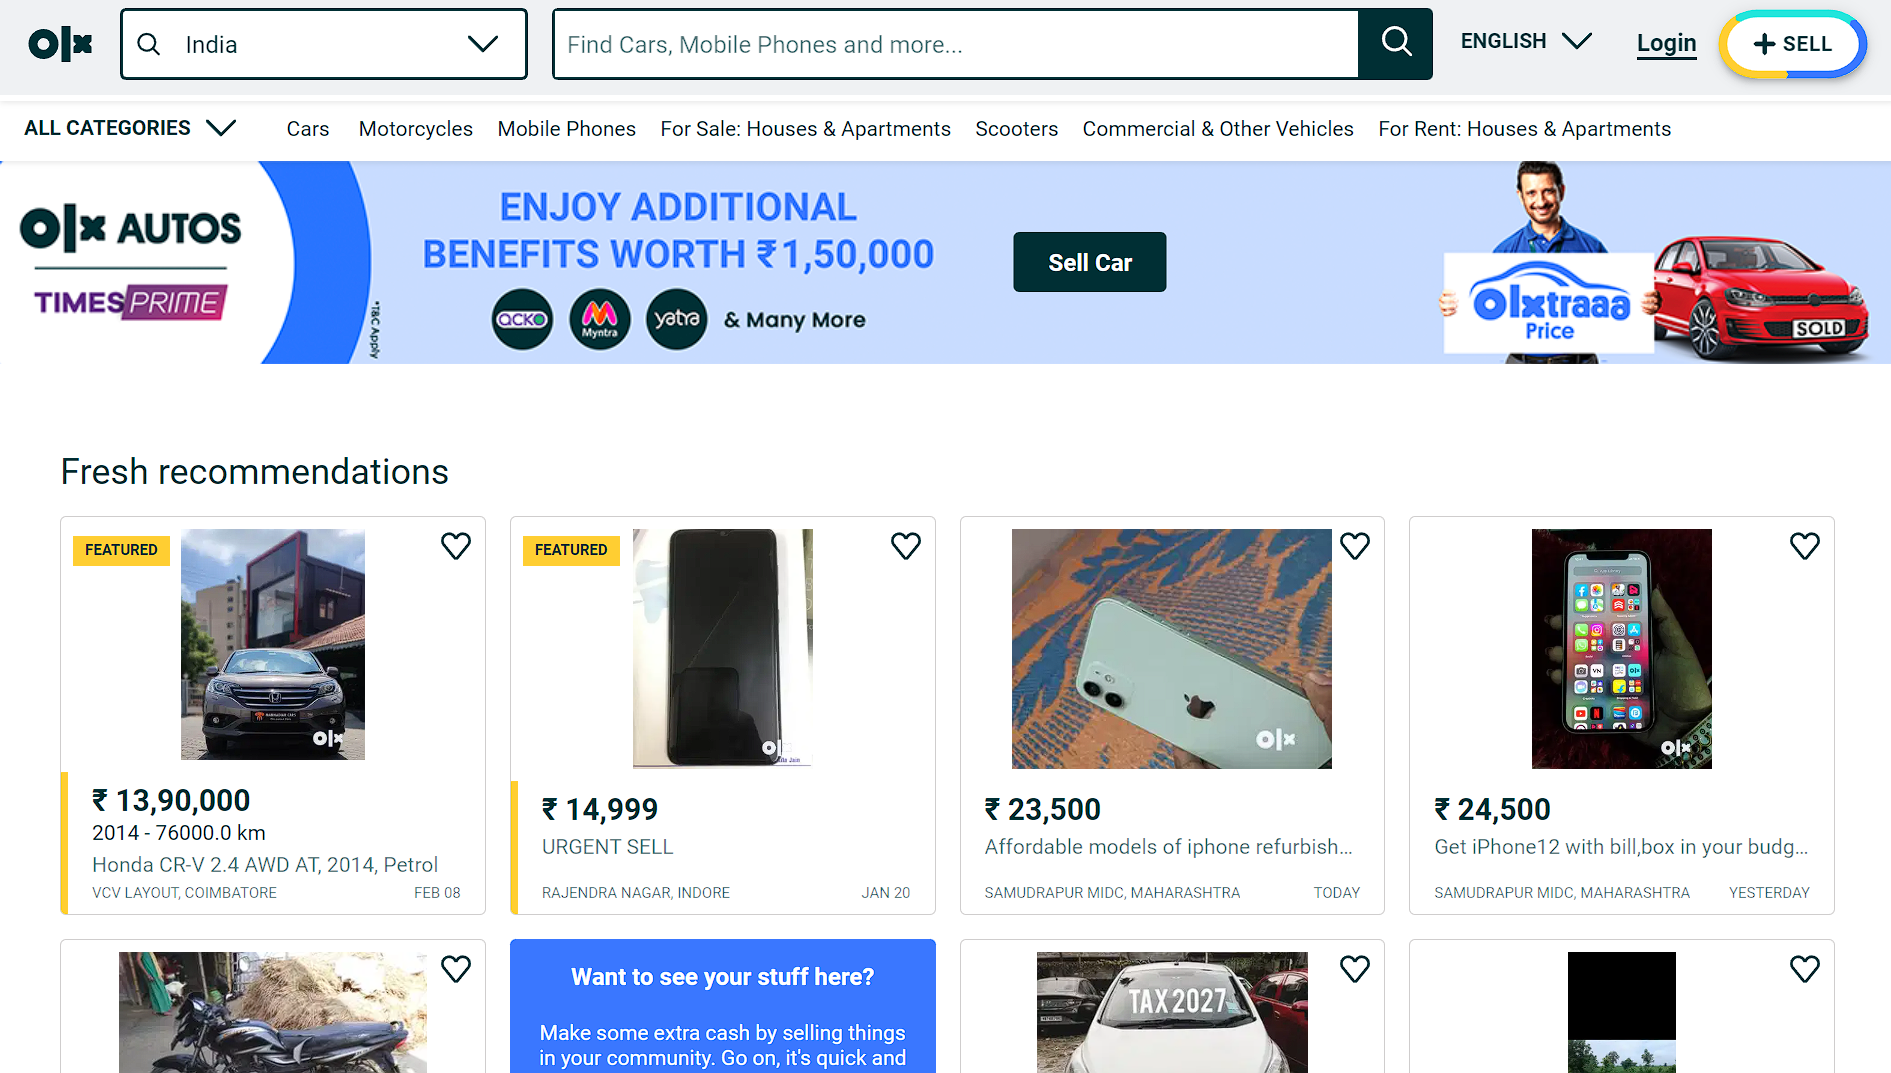 olx
India
Find Cars, Mobile Phones and more...
ENGLISH
Login
+ SELL
ALL CATEGORIES
Cars
Motorcycles
Mobile Phones
For Sale: Houses & Apartments
Scooters
Commercial & Other Vehicles
For Rent: Houses & Apartments
olx AUTOS
TIMES PRIME
*T&C Apply
ENJOY ADDITIONAL
BENEFITS WORTH ₹1,50,000
ACKO
Myntra
yatra
& Many More
Sell Car
olxtraaa
Price
SOLD
Fresh recommendations
FEATURED
olx
₹ 13,90,000
2014 - 76000.0 km
Honda CR-V 2.4 AWD AT, 2014, Petrol
VCV LAYOUT, COIMBATORE
FEB 08
FEATURED
olx
₹ 14,999
URGENT SELL
RAJENDRA NAGAR, INDORE
JAN 20
olx
₹ 23,500
Affordable models of iphone refurbish...
SAMUDRAPUR MIDC, MAHARASHTRA
TODAY
olx
₹ 24,500
Get iPhone12 with bill,box in your budg...
SAMUDRAPUR MIDC, MAHARASHTRA
YESTERDAY
Want to see your stuff here?
Make some extra cash by selling things
in your community. Go on, it's quick and
TAX 2027